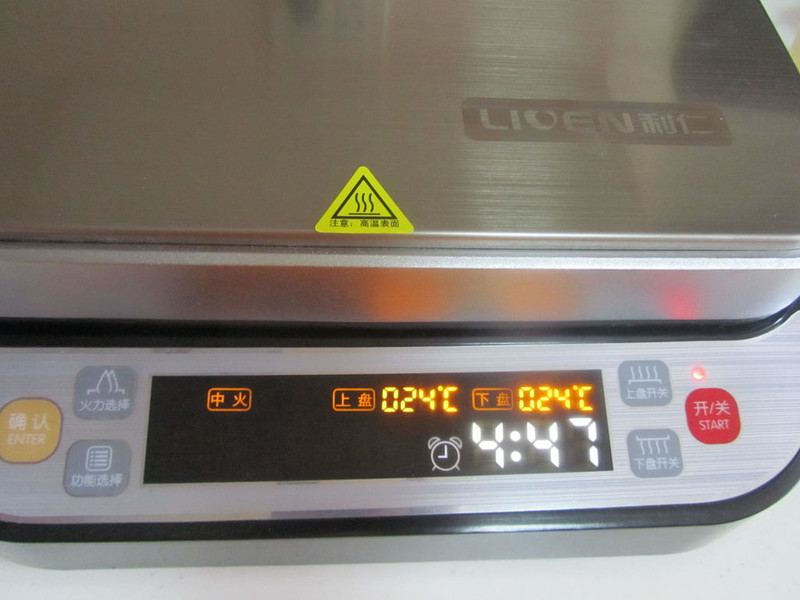 LIVEN利仁
注意：高温表面
确认
ENTER
火力选择
功能选择
中火
上盘 024℃ 下盘 024℃
4:47
上盘开关
下盘开关
开/关
START